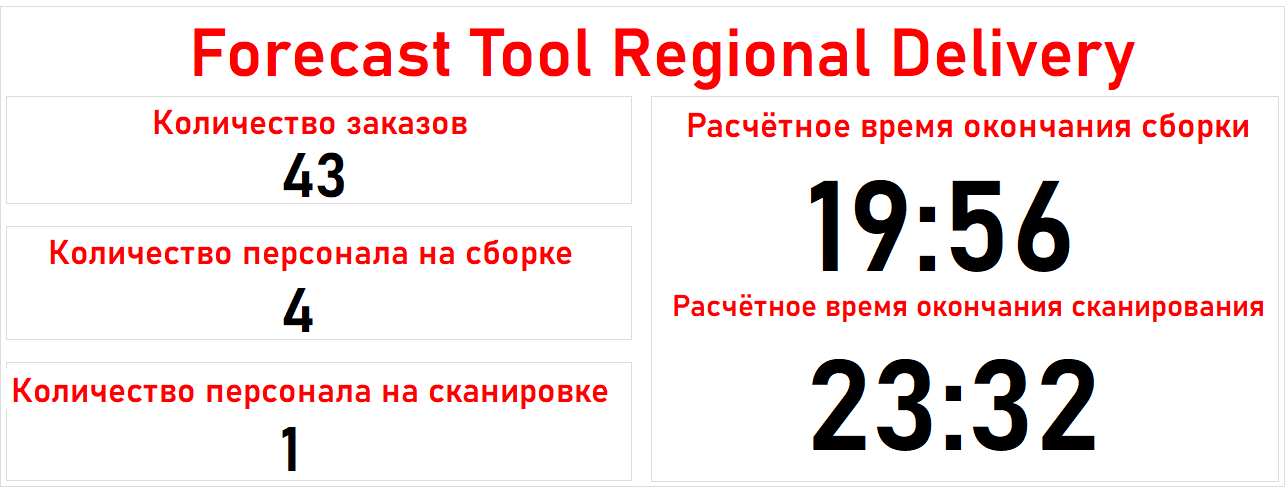 Forecast Tool Regional Delivery
Количество заказов
43
Количество персонала на сборке
4
Количество персонала на сканировке
1
Расчётное время окончания сборки
19:56
Расчётное время окончания сканирования
23:32